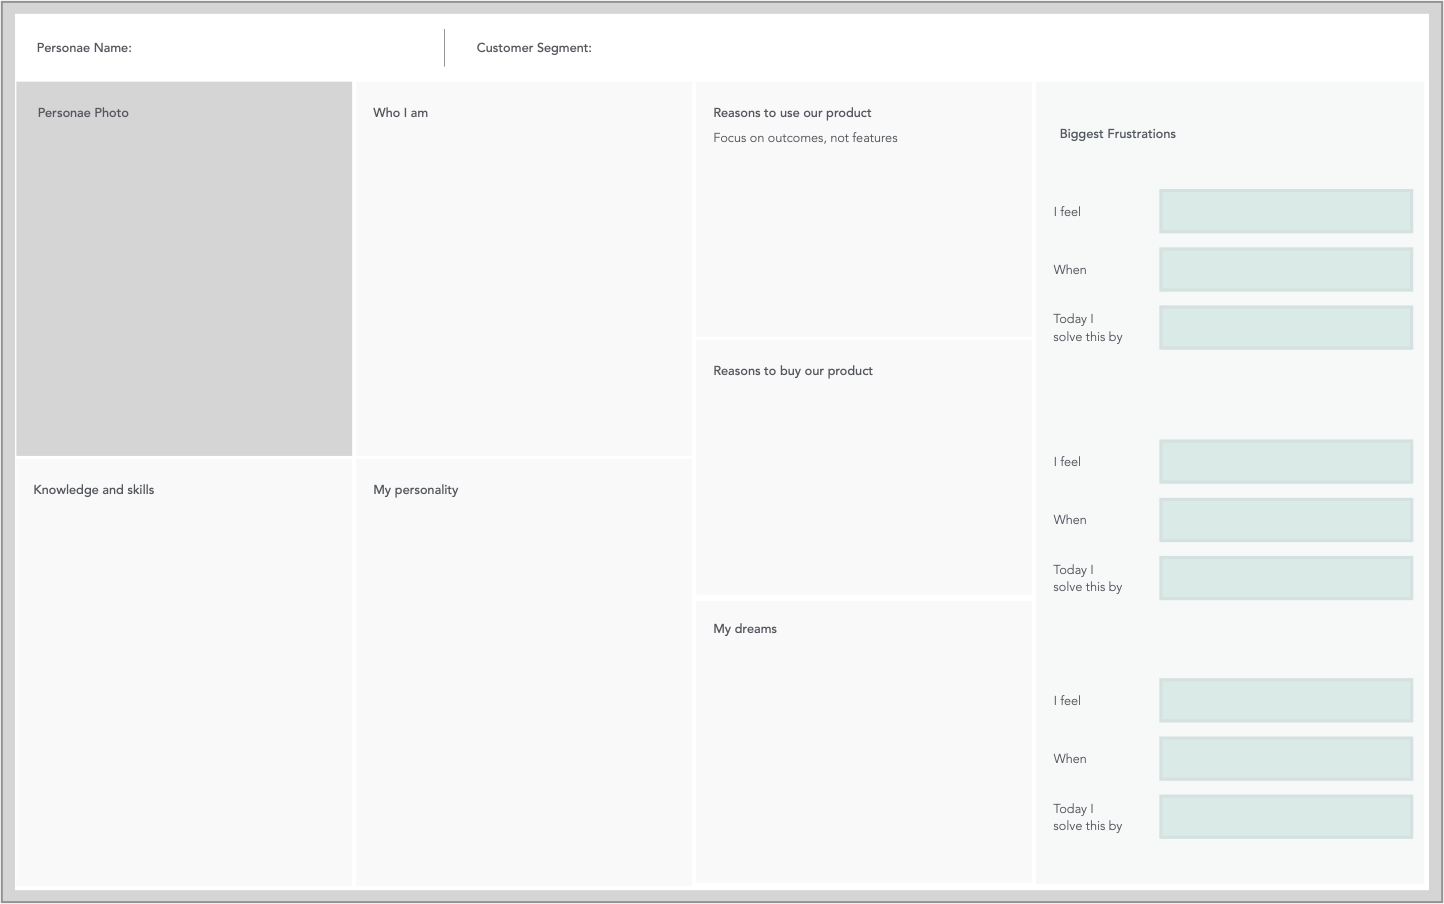 Personae Name:
Customer Segment:
Personae Photo
Who I am
Reasons to use our product
Focus on outcomes, not features
Biggest Frustrations
I feel
When
Today I
solve this by
Reasons to buy our product
I feel
When
Today I
solve this by
Knowledge and skills
My personality
My dreams
I feel
When
Today I
solve this by